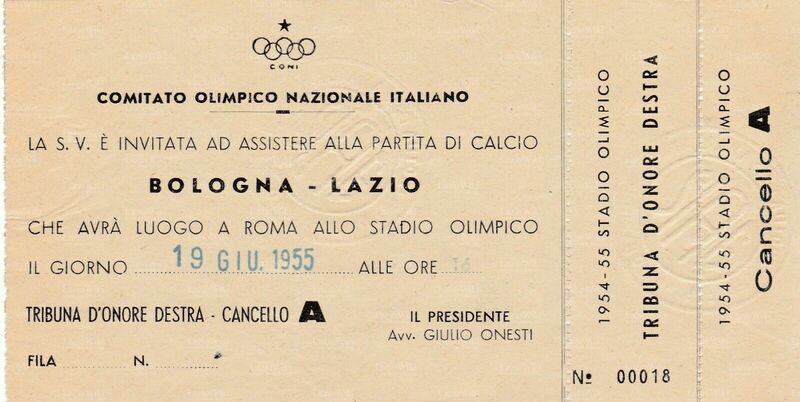 CONI
COMITATO OLIMPICO NAZIONALE ITALIANO
LA S. V. È INVITATA AD ASSISTERE ALLA PARTITA DI CALCIO
BOLOGNA - LAZIO
CHE AVRÀ LUOGO A ROMA ALLO STADIO OLIMPICO
IL GIORNO 19 GIU. 1955 ALLE ORE
TRIBUNA D'ONORE DESTRA - CANCELLO A
IL PRESIDENTE
Avv. GIULIO ONESTI
FILA N.
1954-55 STADIO OLIMPICO
TRIBUNA D'ONORE DESTRA
Nº 00018
1954-55 STADIO OLIMPICO
Cancello A